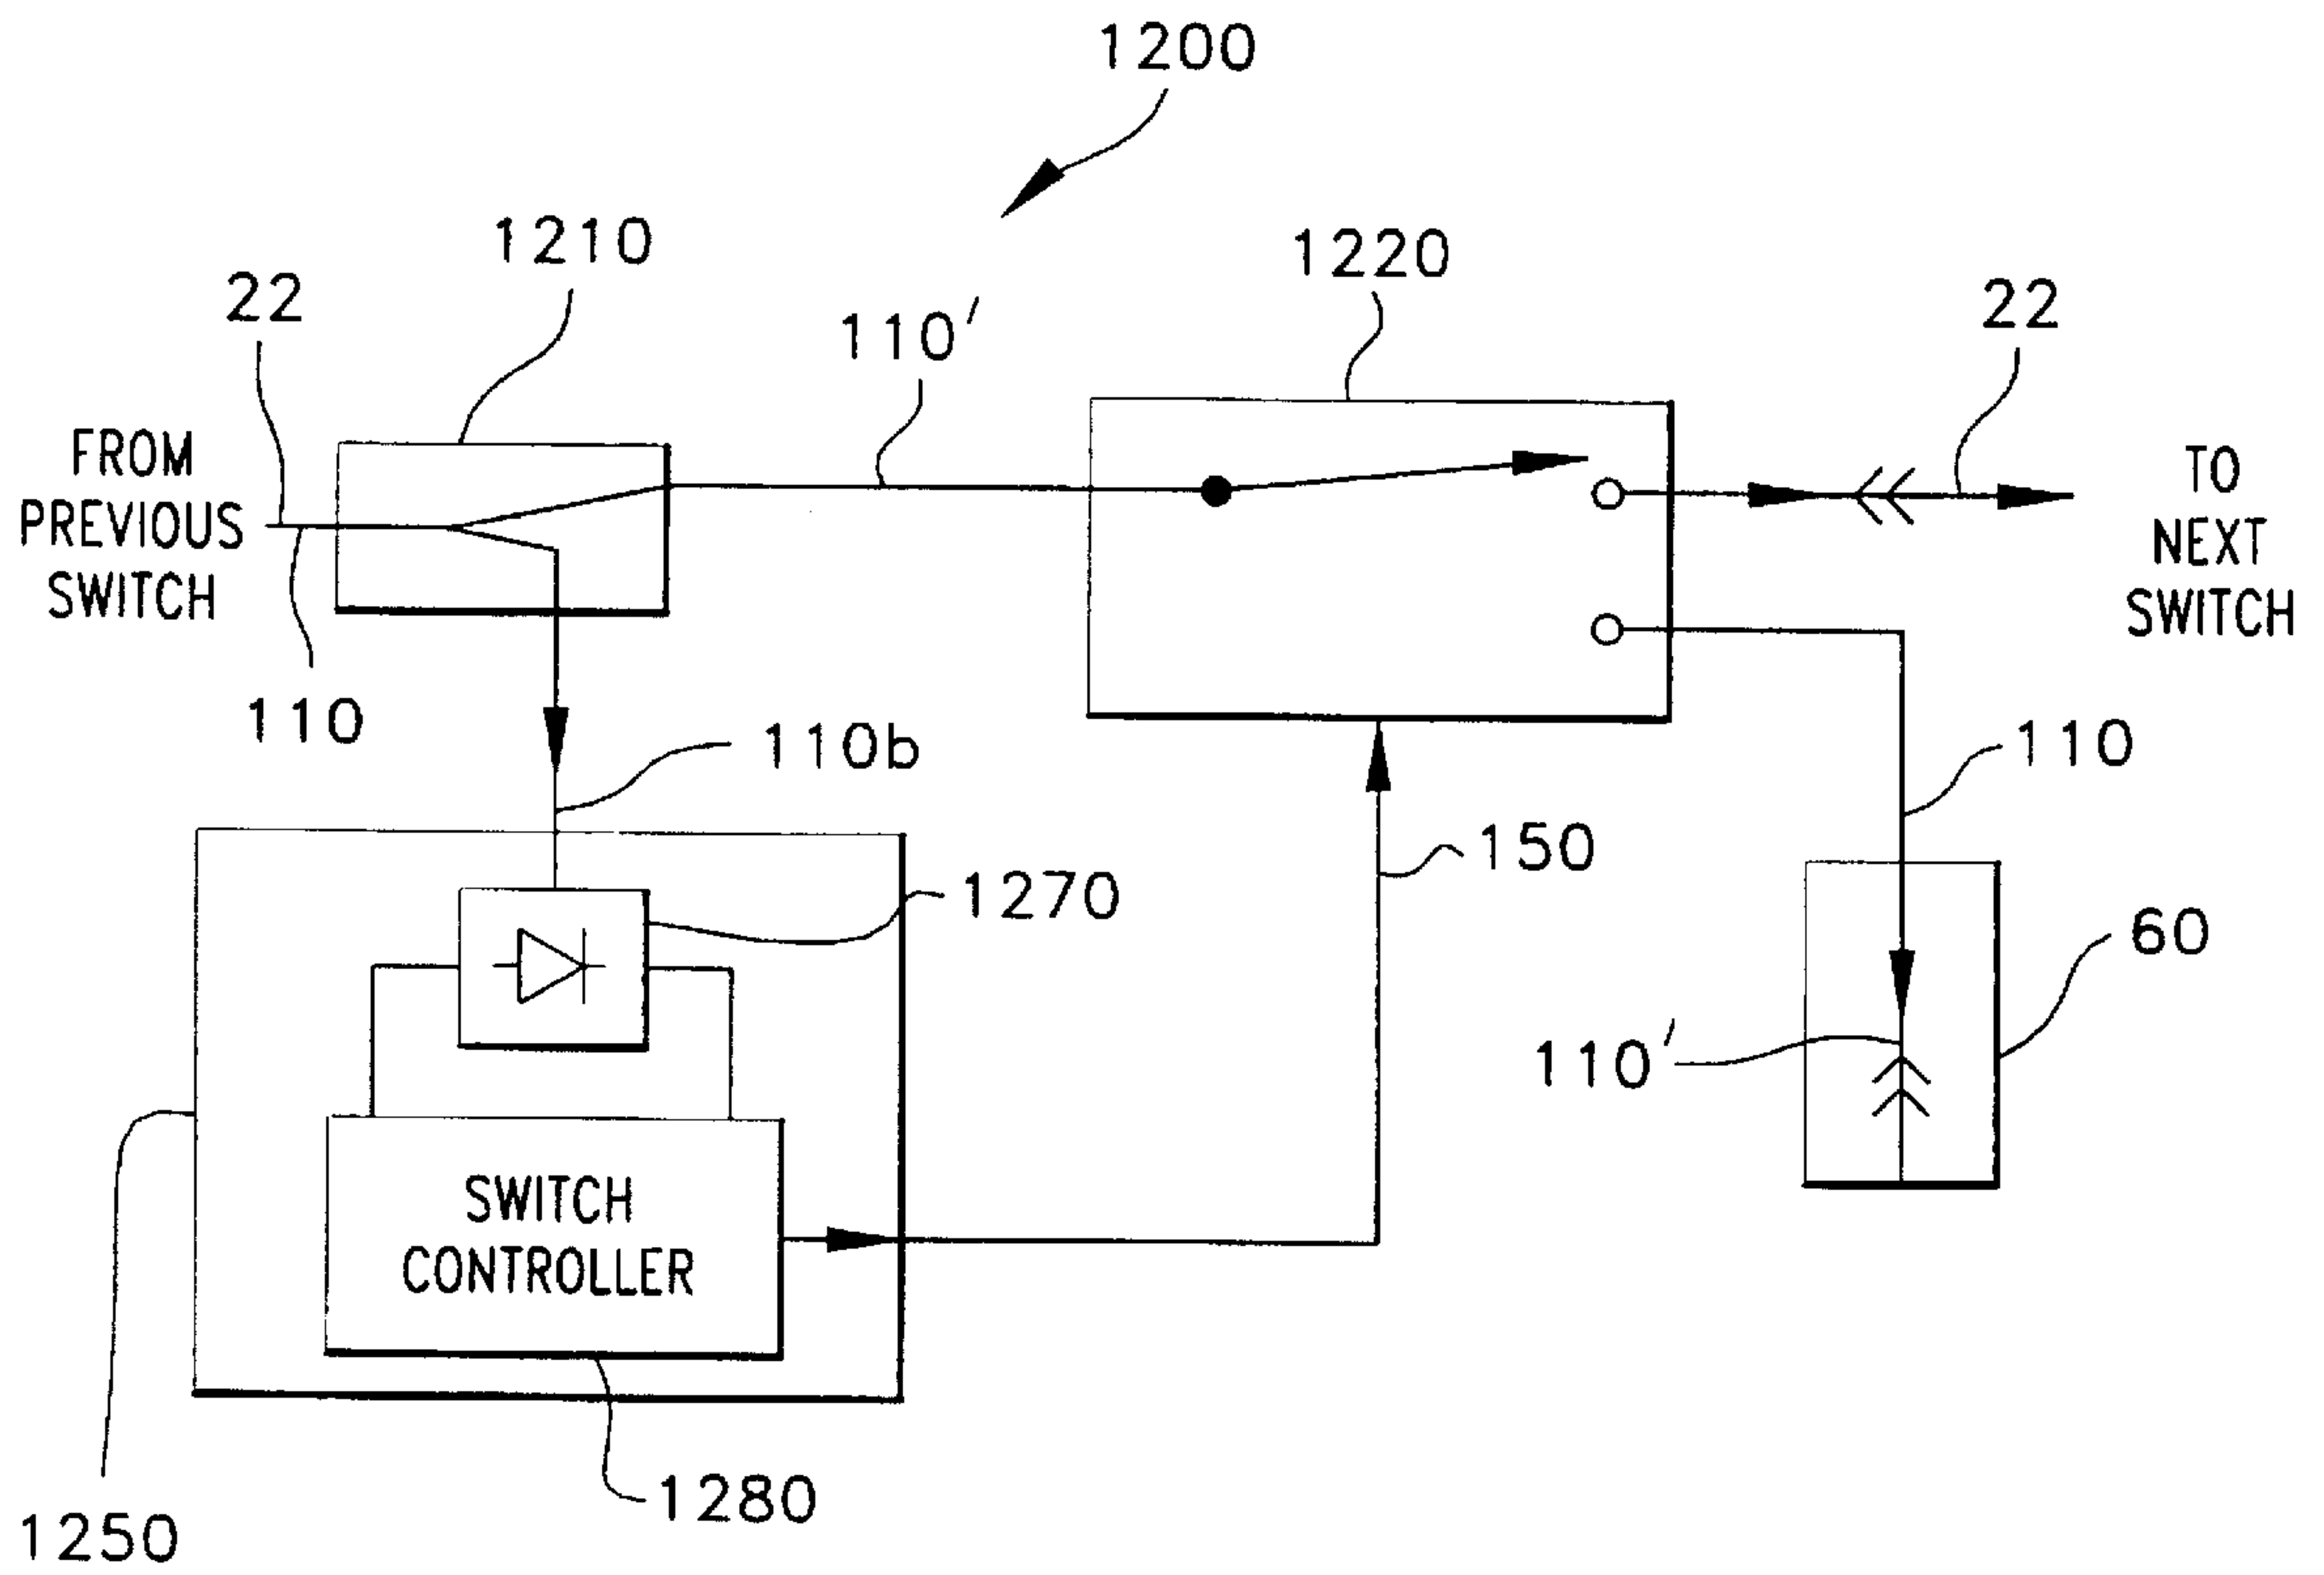 1200
1210
1220
22
110'
22
FROM
PREVIOUS
SWITCH
TO
NEXT
SWITCH
110
110b
110
150
1270
60
110'
SWITCH
CONTROLLER
1280
1250